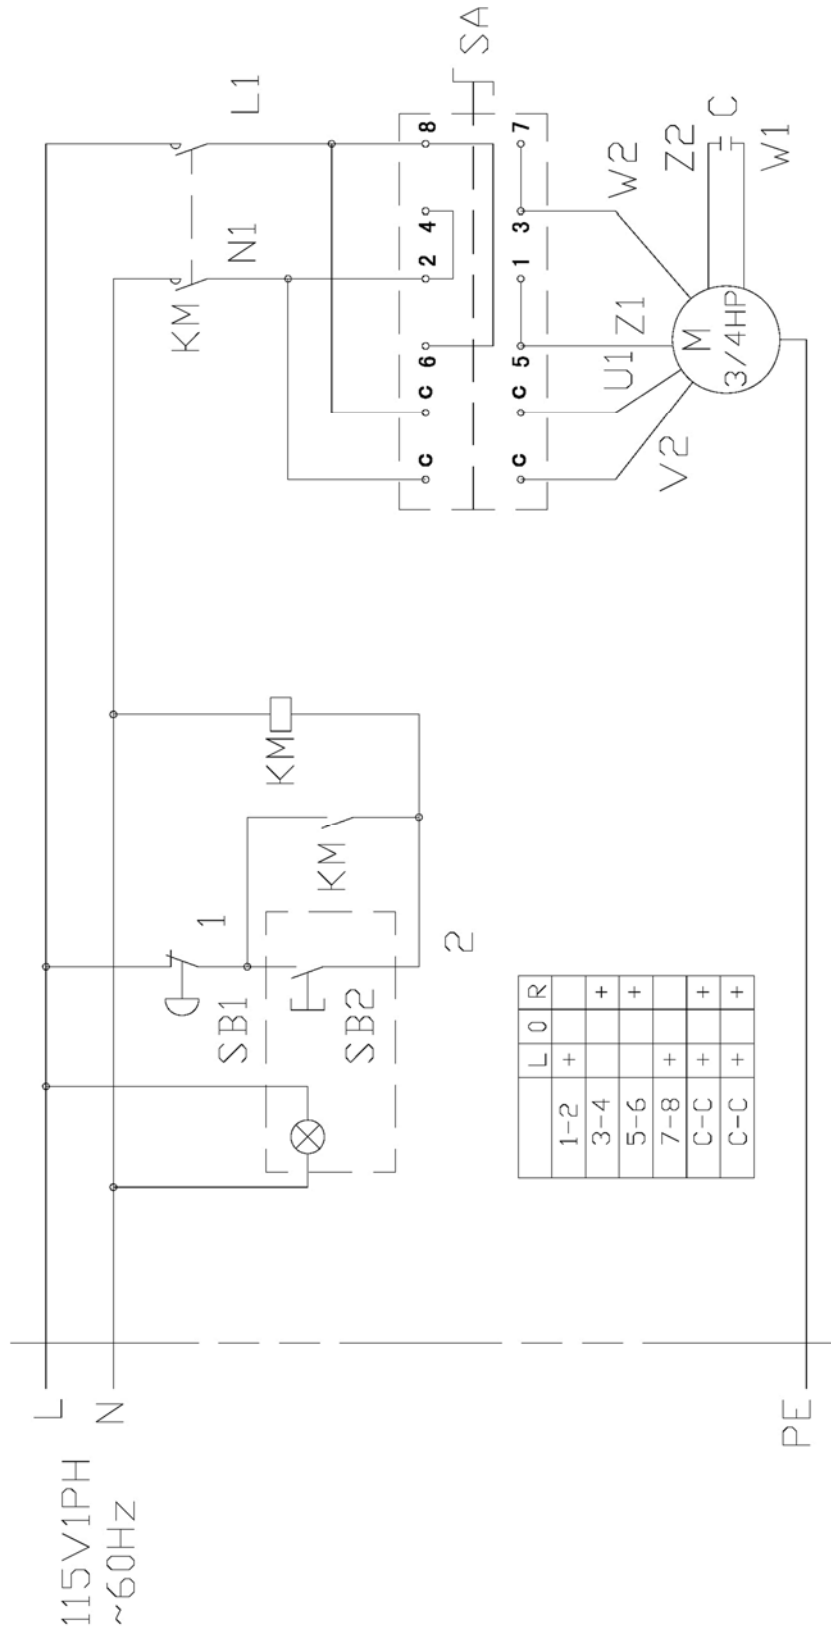 115V1PH
~60Hz
L
N
PE
SB1
1
SB2
2
KM
KM
KM
N1
L1
C C 6 2 4 8
C C 5 1 3 7
SA
V2
U1
Z1
W2
M
3/4HP
Z2
C
W1
L 0 R
1-2 +
3-4 +
5-6 +
7-8 +
C-C + +
C-C + +